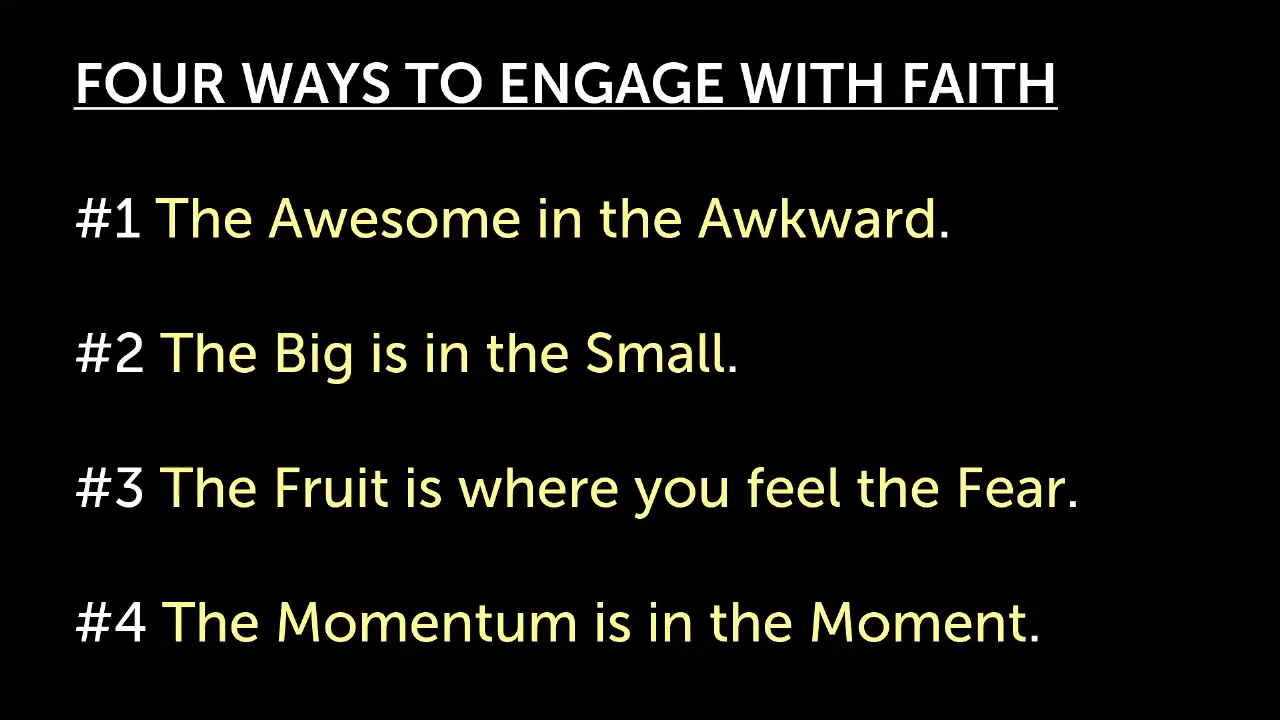 FOUR WAYS TO ENGAGE WITH FAITH
#1 The Awesome in the Awkward.
#2 The Big is in the Small.
#3 The Fruit is where you feel the Fear.
#4 The Momentum is in the Moment.